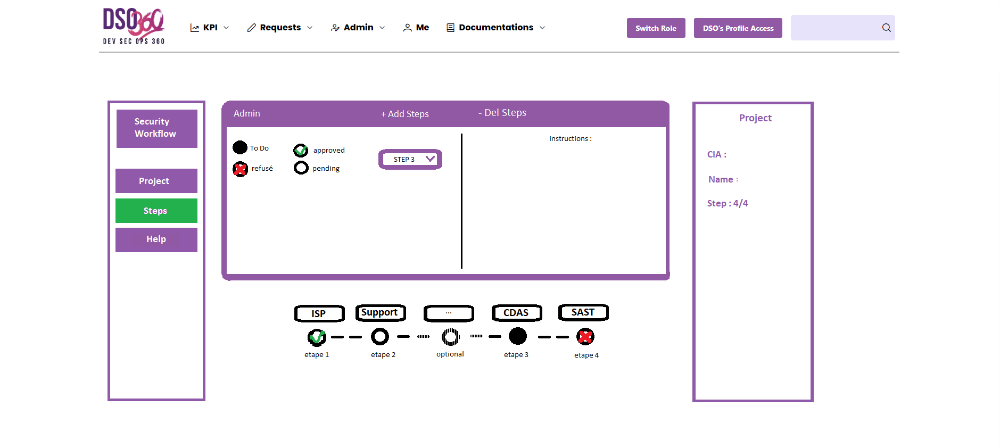 DSO360
DEV SEC OPS 360
KPI
Requests
Admin
Me
Documentations
Switch Role
DSO's Profile Access
Security
Workflow
Project
Steps
Help
Admin
+ Add Steps
- Del Steps
To Do
approved
refusé
pending
STEP 3
Instructions :
Project
CIA :
Name :
Step : 4/4
ISP
Support
...
CDAS
SAST
etape 1
etape 2
optional
etape 3
etape 4